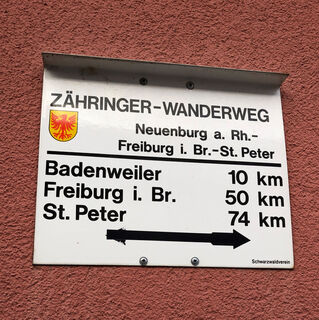 ZÄHRINGER-WANDERWEG
Neuenburg a. Rh.-
Freiburg i. Br.-St. Peter
Badenweiler 10 km
Freiburg i. Br. 50 km
St. Peter 74 km
Schwarzwaldverein